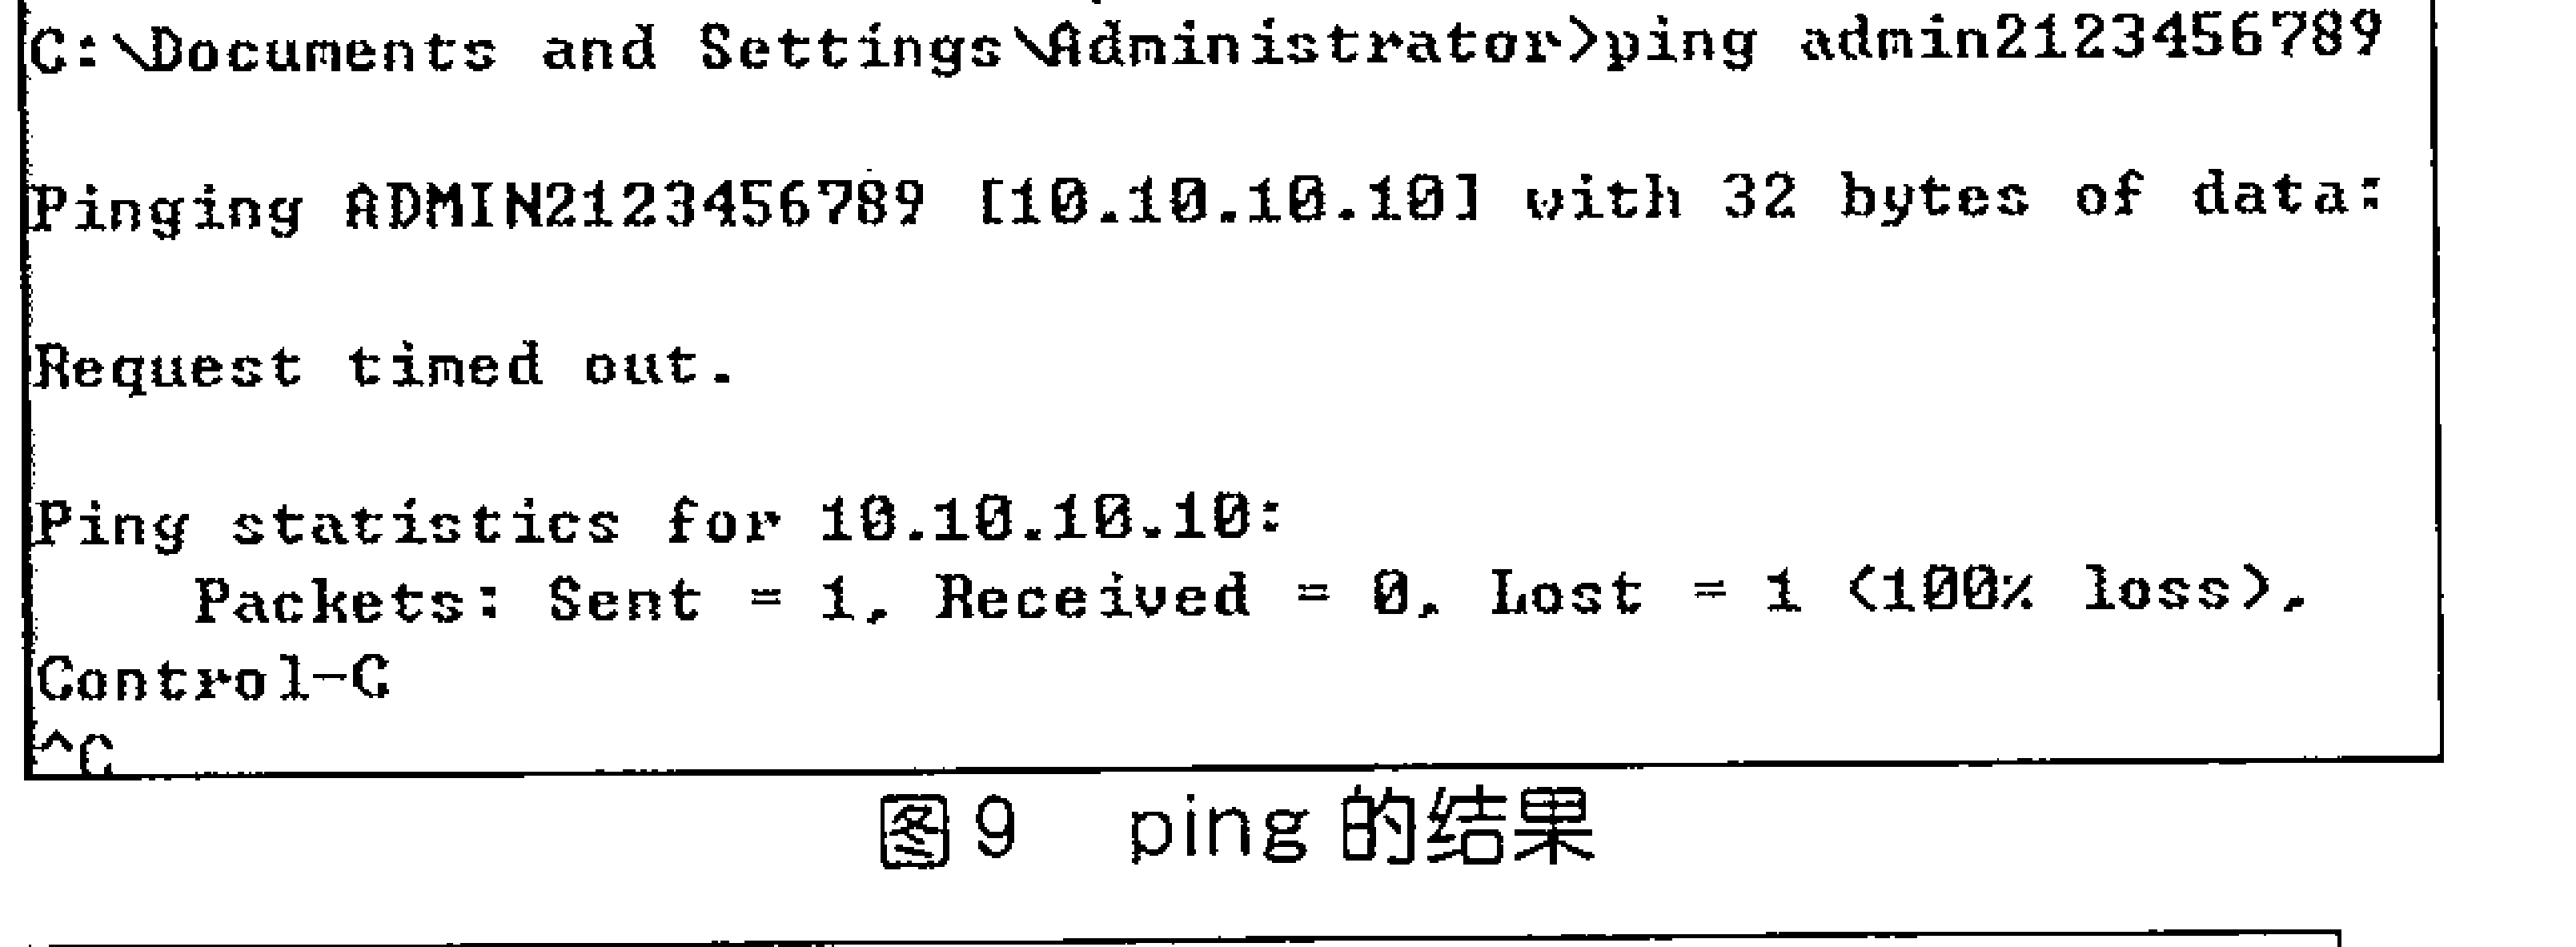 C:\Documents and Settings\Administrator>ping admin2123456789
Pinging ADMIN2123456789 [10.10.10.10] with 32 bytes of data:
Request timed out.
Ping statistics for 10.10.10.10:
Packets: Sent = 1, Received = 0, Lost = 1 (100% loss),
Control-C
^C
图 9 ping 的结果